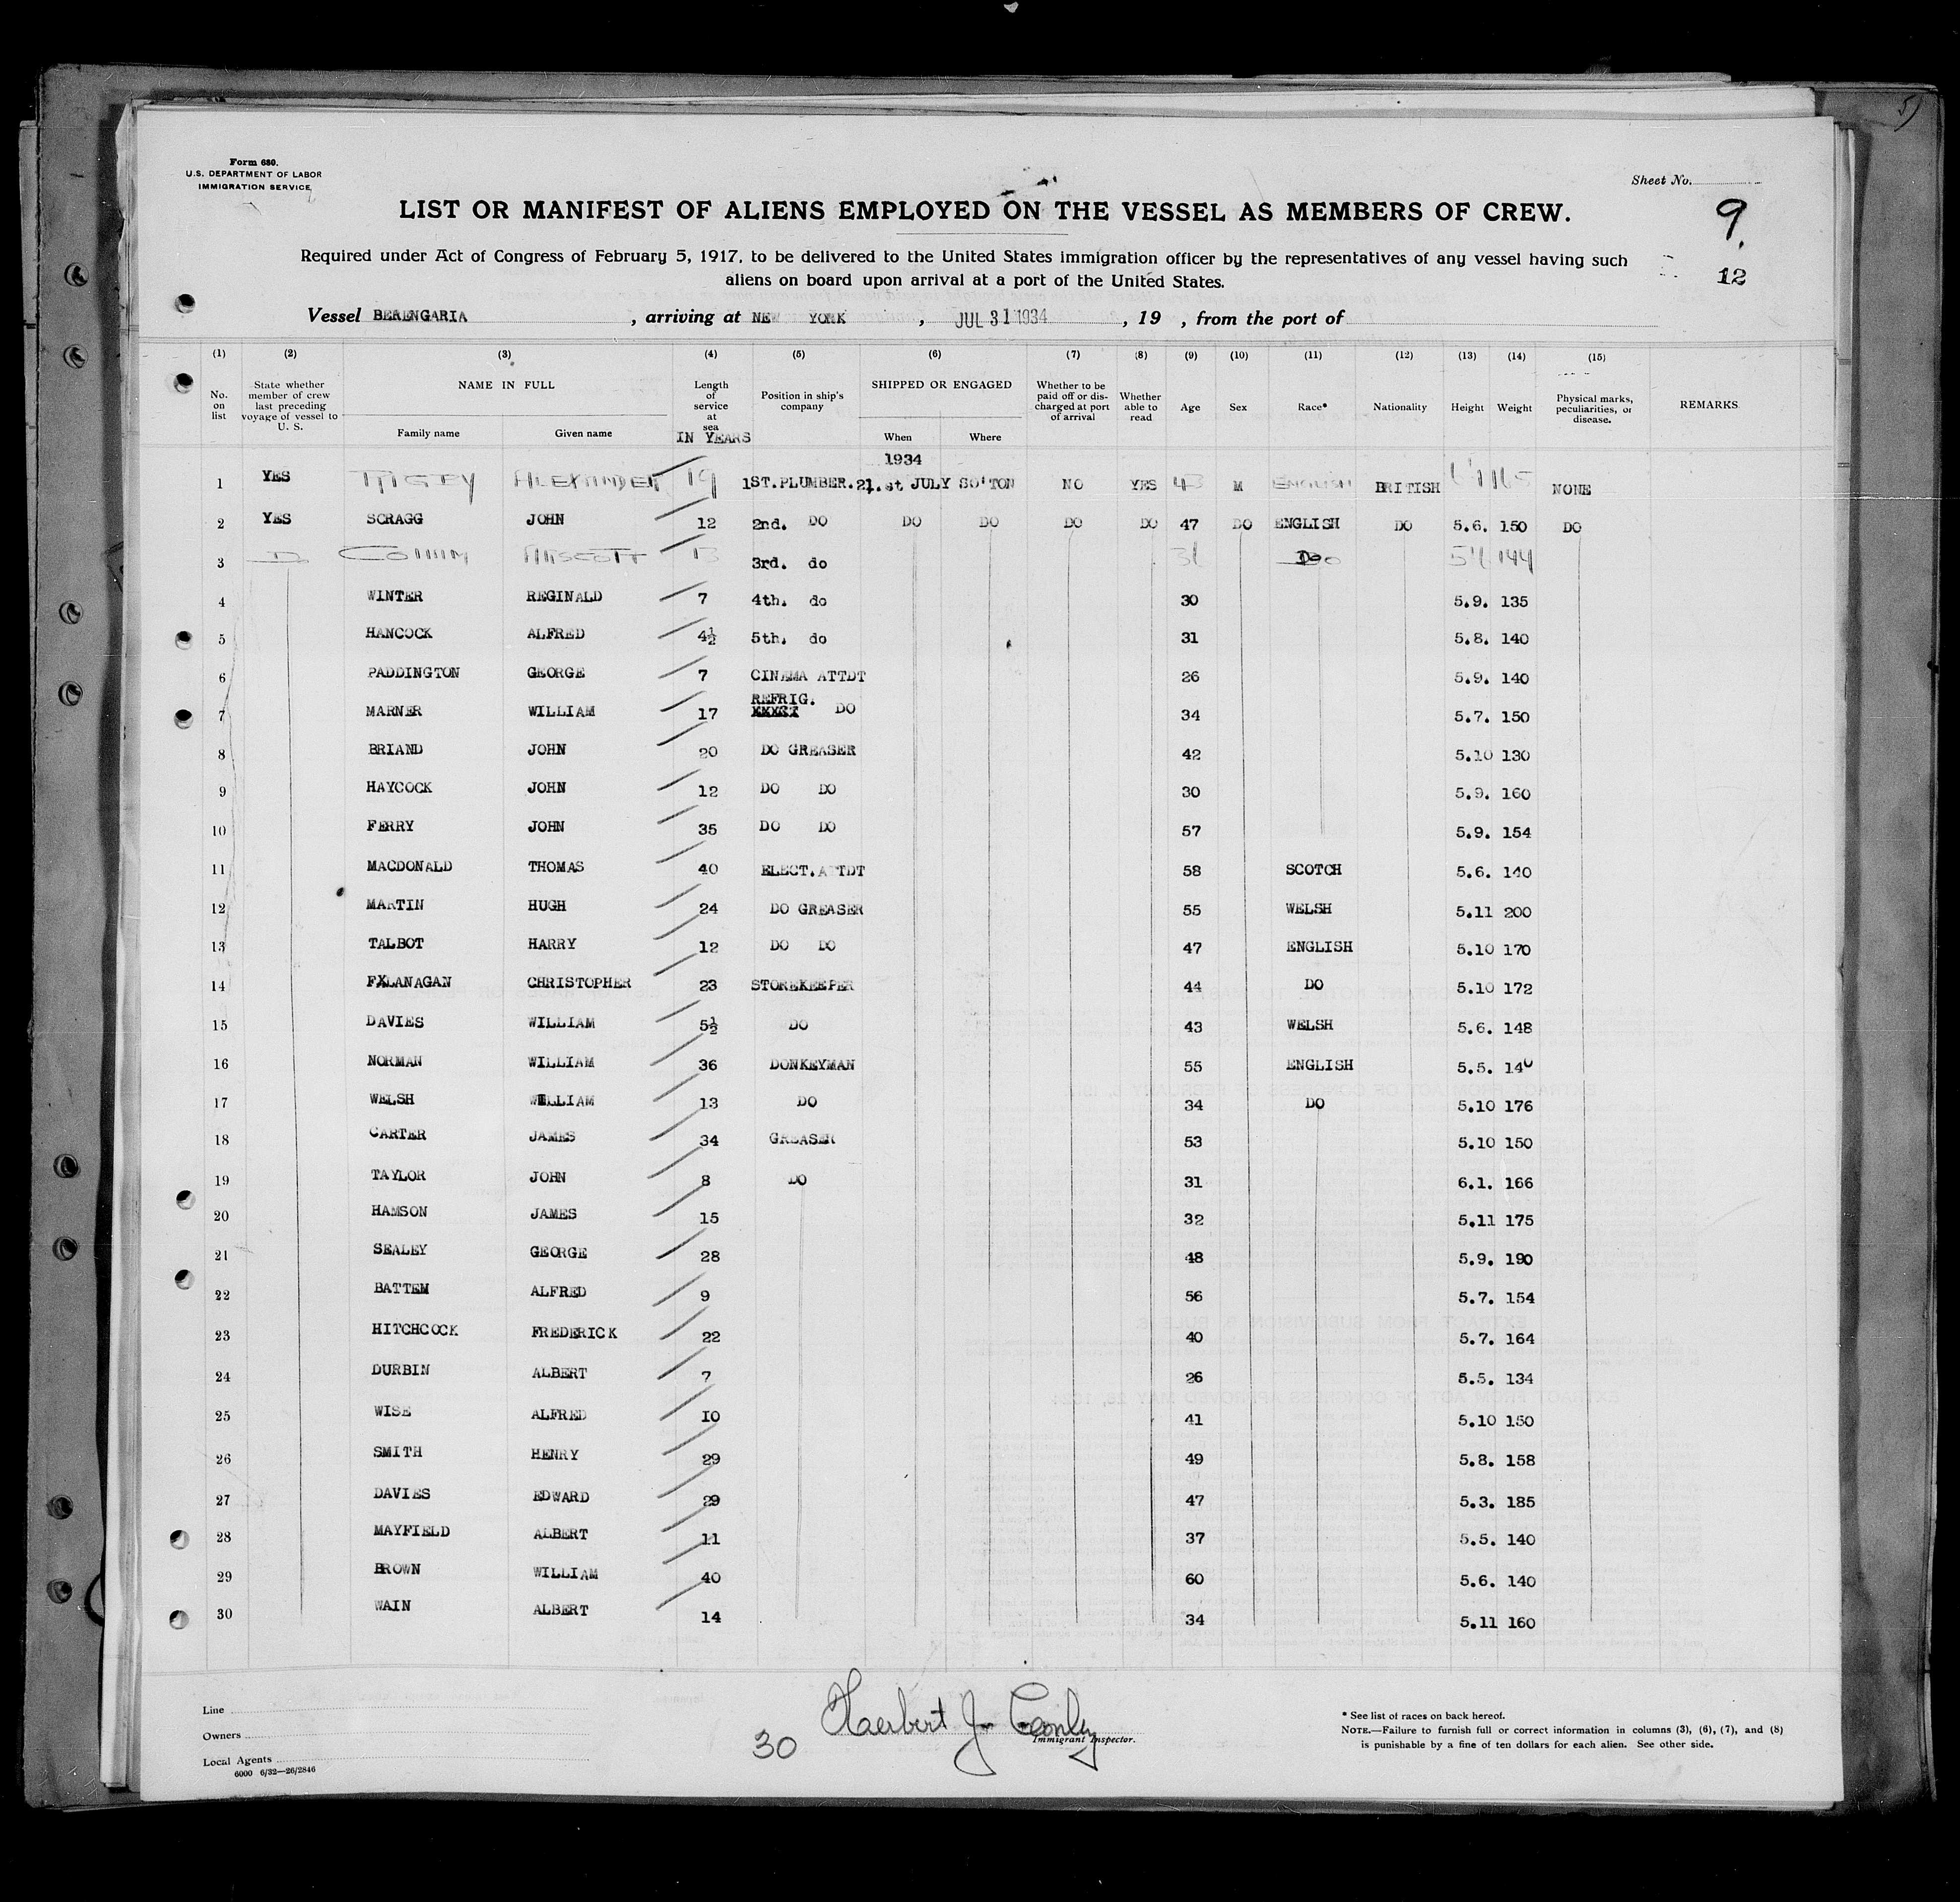 Form 680.
U.S. DEPARTMENT OF LABOR
IMMIGRATION SERVICE
Sheet No.
9
12
LIST OR MANIFEST OF ALIENS EMPLOYED ON THE VESSEL AS MEMBERS OF CREW.
Required under Act of Congress of February 5, 1917, to be delivered to the United States immigration officer by the representatives of any vessel having such
aliens on board upon arrival at a port of the United States.
Vessel BERENGARIA, arriving at NEW YORK, JUL 31 1934, 19 , from the port of
(1) (2) (3) (4) (5) (6) (7) (8) (9) (10) (11) (12) (13) (14) (15)
No. on list State whether member of crew last preceding voyage of vessel to U. S. NAME IN FULL Family name Given name Length of service at sea IN YEARS Position in ship's company SHIPPED OR ENGAGED When Where Whether to be paid off or discharged at port of arrival Whether able to read Age Sex Race* Nationality Height Weight Physical marks, peculiarities, or disease. REMARKS
1934
1 YES ALEXANDER 19 1ST.PLUMBER. 21.st JULY SO'TON NO YES 43 M ENGLISH BRITISH 165 NONE
2 YES SCRAGG JOHN 12 2nd. DO DO DO DO DO 47 DO ENGLISH DO 5.6. 150 DO
3 13 3rd. do 31 Do 144
4 WINTER REGINALD 7 4th. do 30 5.9. 135
5 HANCOCK ALFRED 4½ 5th. do 31 5.8. 140
6 PADDINGTON GEORGE 7 CINEMA ATTDT 26 5.9. 140
7 MARNER WILLIAM 17 REFRIG. DO 34 5.7. 150
8 BRIAND JOHN 20 DO GREASER 42 5.10 130
9 HAYCOCK JOHN 12 DO DO 30 5.9. 160
10 FERRY JOHN 35 DO DO 57 5.9. 154
11 MACDONALD THOMAS 40 ELECT.ATTDT 58 SCOTCH 5.6. 140
12 MARTIN HUGH 24 DO GREASER 55 WELSH 5.11 200
13 TALBOT HARRY 12 DO DO 47 ENGLISH 5.10 170
14 FXLANAGAN CHRISTOPHER 23 STOREKEEPER 44 DO 5.10 172
15 DAVIES WILLIAM 5½ DO 43 WELSH 5.6. 148
16 NORMAN WILLIAM 36 DONKEYMAN 55 ENGLISH 5.5. 140
17 WELSH WILLIAM 13 DO 34 DO 5.10 176
18 CARTER JAMES 34 GREASER 53 5.10 150
19 TAYLOR JOHN 8 DO 31 6.1. 166
20 HAMSON JAMES 15 32 5.11 175
21 SEALEY GEORGE 28 48 5.9. 190
22 BATTEN ALFRED 9 56 5.7. 154
23 HITCHCOCK FREDERICK 22 40 5.7. 164
24 DURBIN ALBERT 7 26 5.5. 134
25 WISE ALFRED 10 41 5.10 150
26 SMITH HENRY 29 49 5.8. 158
27 DAVIES EDWARD 29 47 5.3. 185
28 MAYFIELD ALBERT 11 37 5.5. 140
29 BROWN WILLIAM 40 60 5.6. 140
30 WAIN ALBERT 14 34 5.11 160
Line
Owners
Local Agents
6000 6/32—26/2846
30
Herbert J Conley
Immigrant Inspector.
* See list of races on back hereof.
NOTE.—Failure to furnish full or correct information in columns (3), (6), (7), and (8)
is punishable by a fine of ten dollars for each alien. See other side.